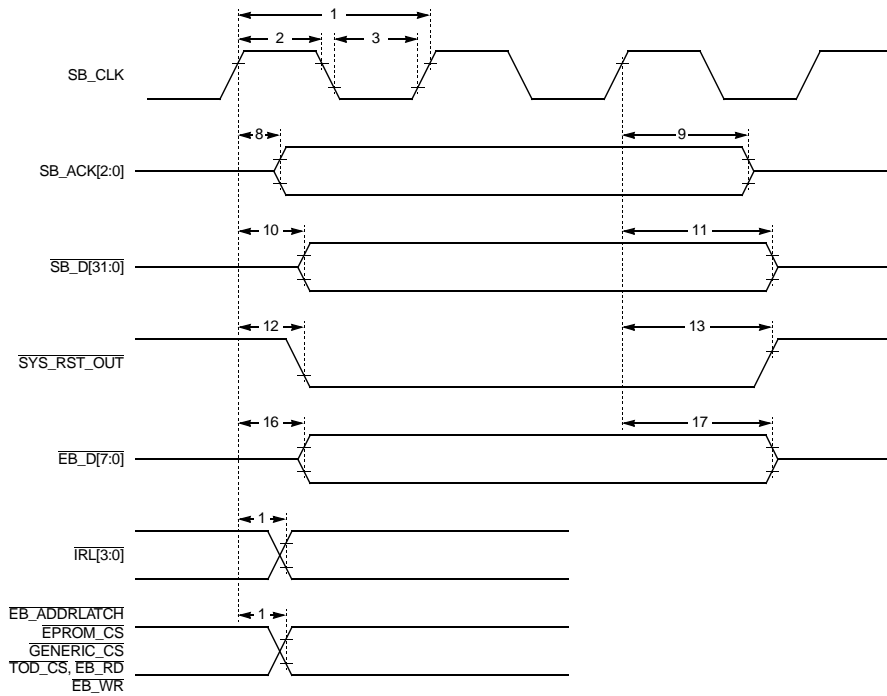 1
2
3
SB_CLK
8
9
SB_ACK[2:0]
10
11
SB_D[31:0]
12
13
SYS_RST_OUT
16
17
EB_D[7:0]
1
IRL[3:0]
1
EB_ADDRLATCH
EPROM_CS
GENERIC_CS
TOD_CS, EB_RD
EB_WR